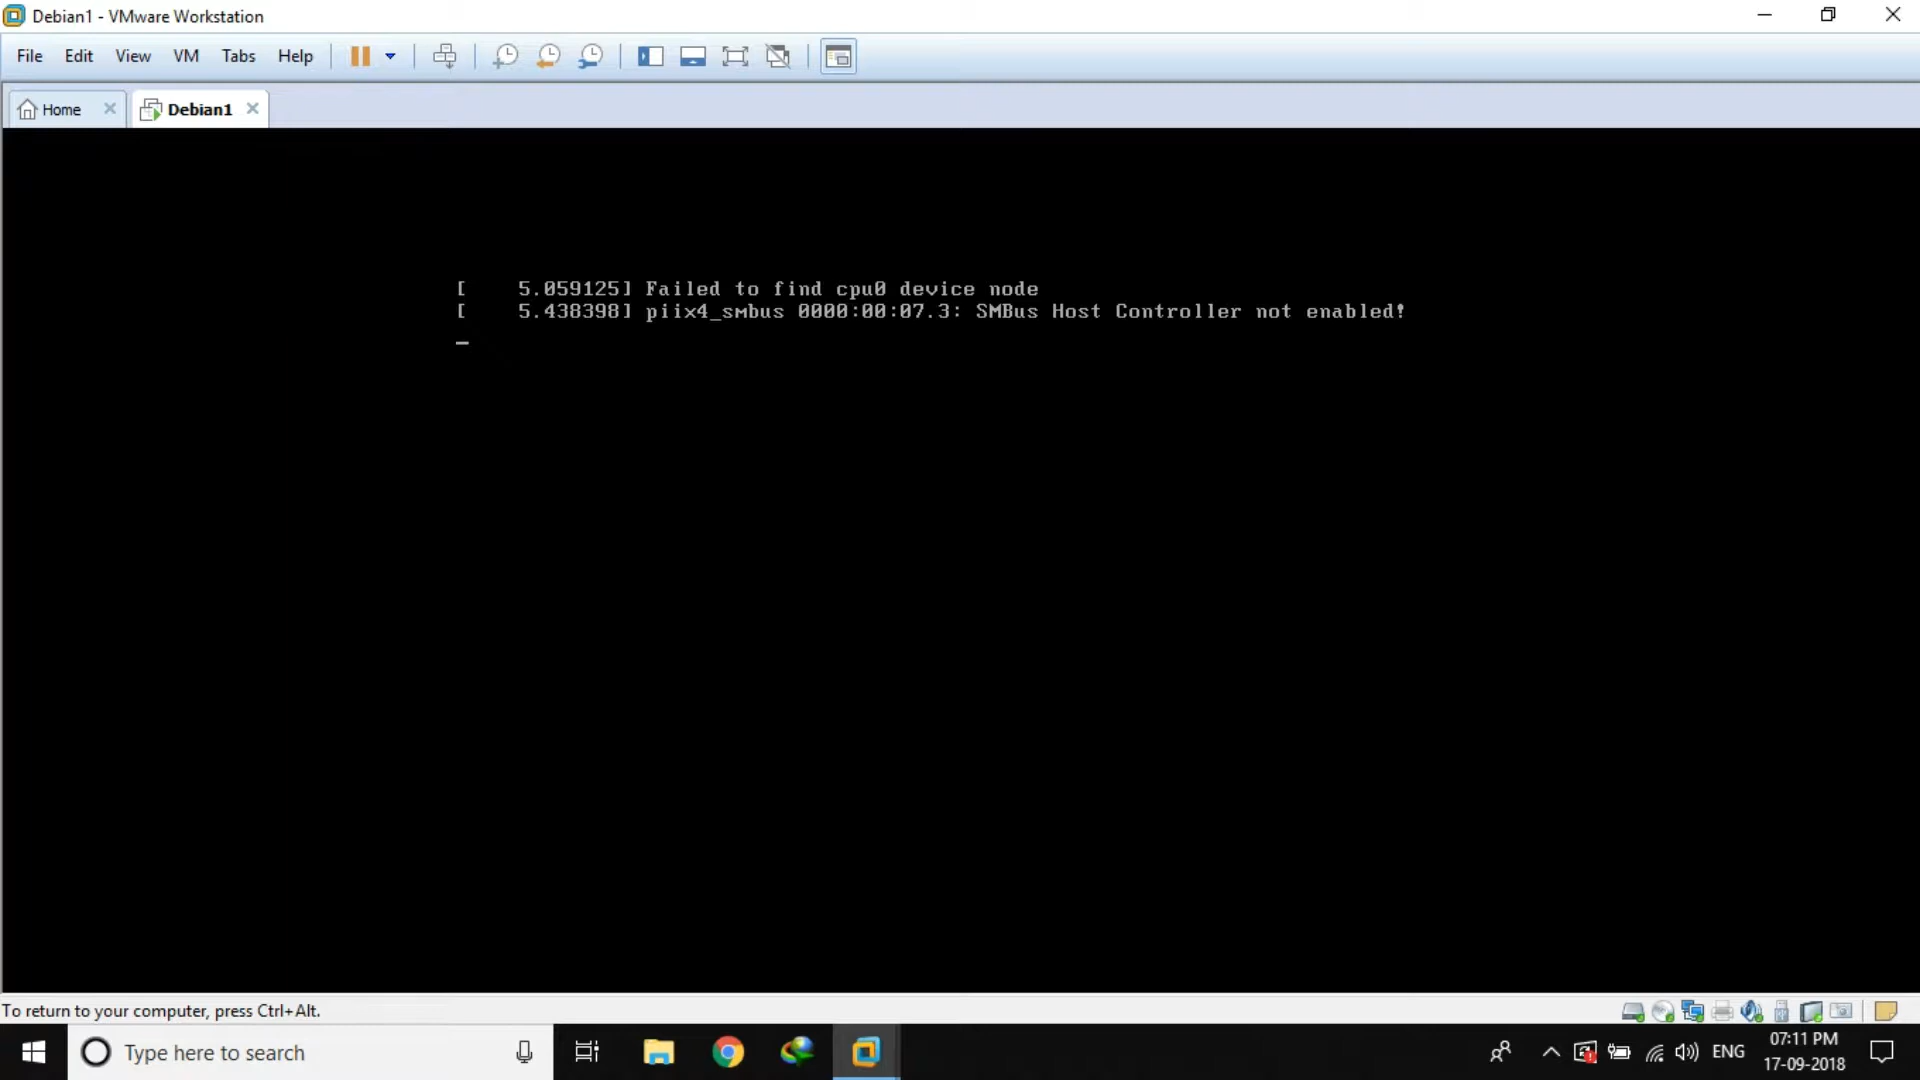 Debian1 - VMware Workstation
File Edit View VM Tabs Help
Home Debian1
[    5.059125] Failed to find cpu0 device node
[    5.438398] piix4_smbus 0000:00:07.3: SMBus Host Controller not enabled!
To return to your computer, press Ctrl+Alt.
Type here to search
ENG
07:11 PM
17-09-2018